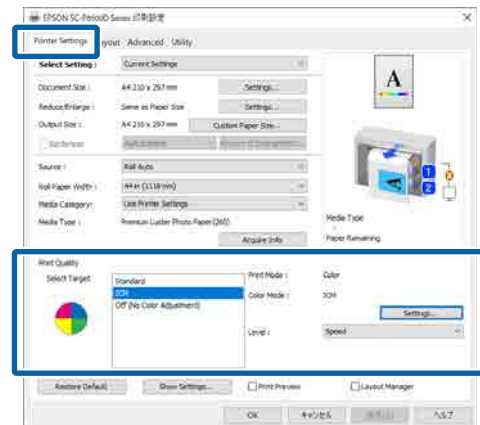 EPSON SC-P8500D Series 印刷設定
Printer Settings yout Advanced Utility
Select Setting : Current Settings
Document Size : A4 210 x 297 mm Settings...
Reduce/Enlarge : Same as Paper Size Settings...
Output Size : A4 210 x 297 mm Custom Paper Size...
Borderless
Source : Roll Auto
Roll Paper Width : 44 in (1118 mm)
Media Category: Use Printer Settings
Media Type : Premium Luster Photo Paper(260)
Acquire Info
A
1
2
Media Type
:
Paper Remaining
Print Quality
Select Target
Standard
ICM
Off (No Color Adjustment)
Print Mode : Color
Color Mode : ICM
Settings...
Level : Speed
Restore Default Show Settings... Print Preview Layout Manager
OK キャンセル 適用(A) ヘルプ